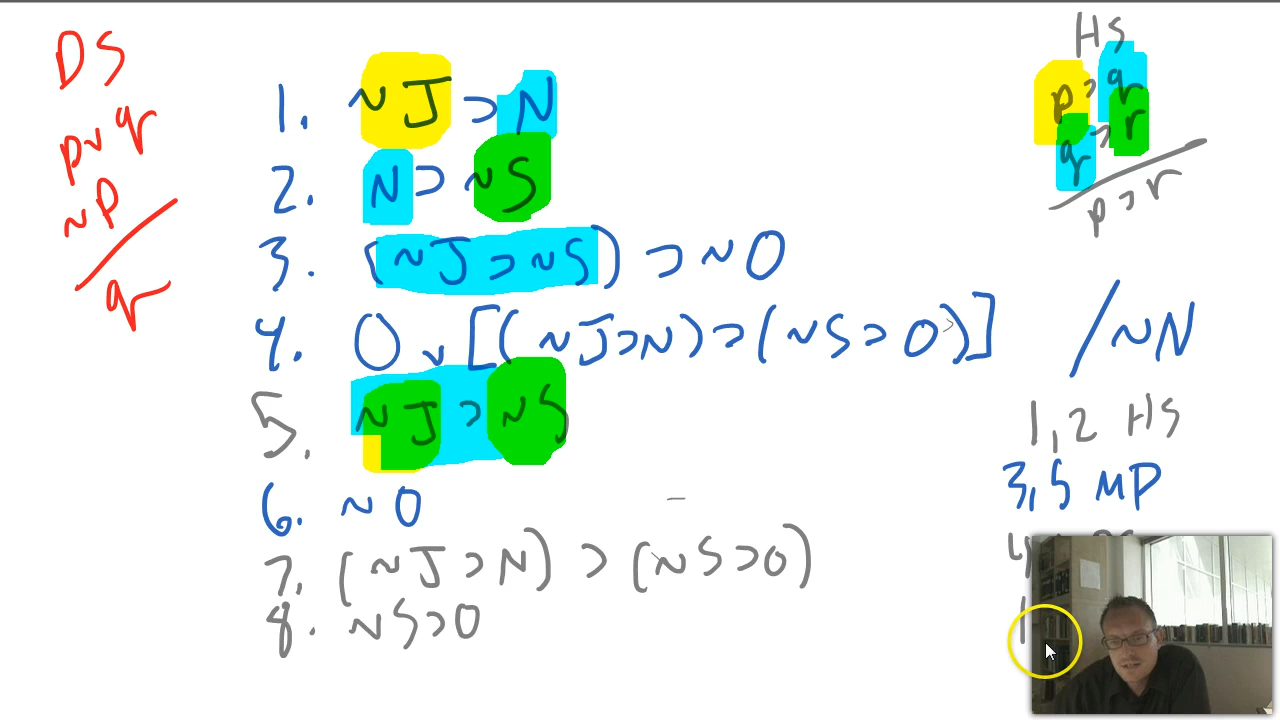 DS
p v q
~P
q
HS
p ⊃ q
q ⊃ r
p ⊃ r
1. ~J ⊃ N
2. N ⊃ ~S
3. (~J ⊃ ~S) ⊃ ~O
4. O v [(~J ⊃ N) ⊃ (~S ⊃ O)] / ~N
5. ~J ⊃ ~S 1,2 HS
6. ~O 3,5 MP
7. (~J ⊃ N) ⊃ (~S ⊃ O)
8. ~S ⊃ O